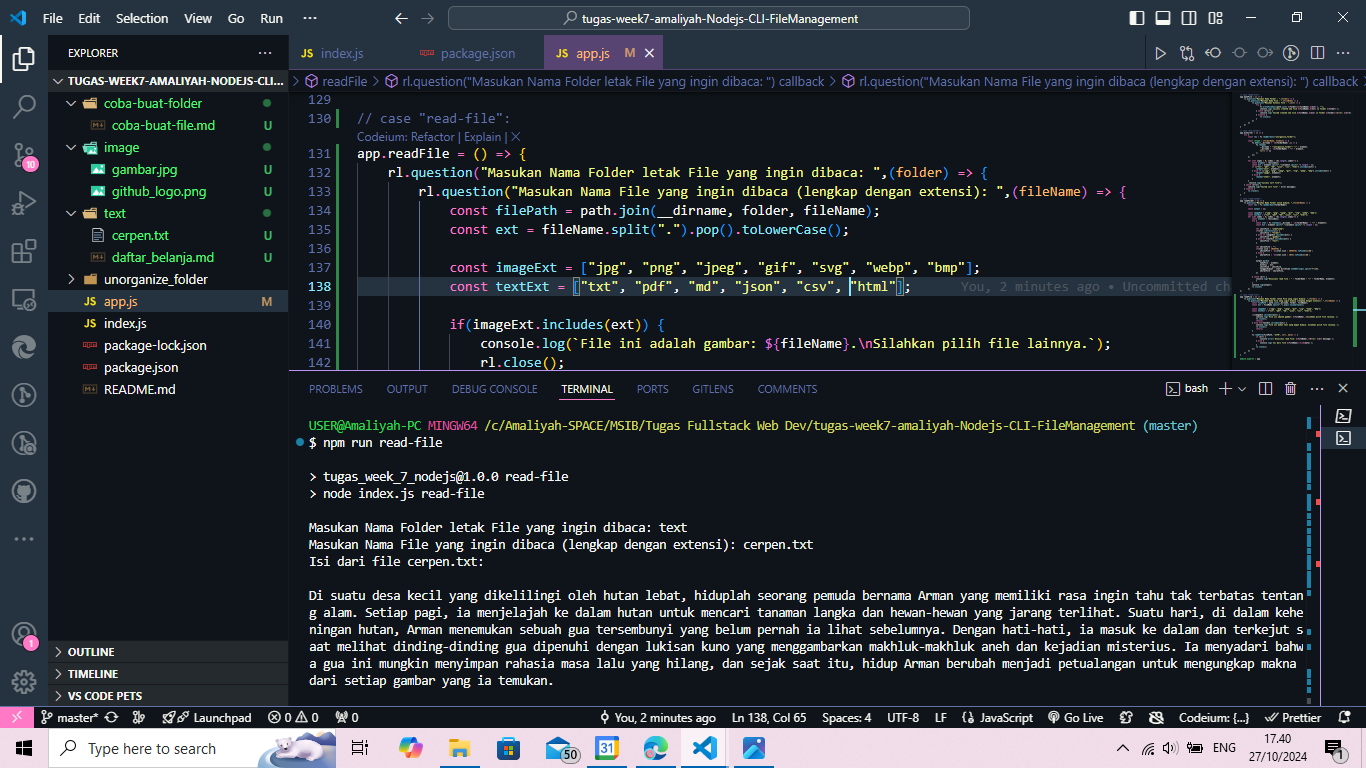 File Edit Selection View Go Run ··· tugas-week7-amaliyah-Nodejs-CLI-FileManagement
EXPLORER ···
TUGAS-WEEK7-AMALIYAH-NODEJS-CLI...
coba-buat-folder
coba-buat-file.md U
image
gambar.jpg U
github_logo.png U
text
cerpen.txt U
daftar_belanja.md U
unorganize_folder
JS app.js M
JS index.js
package-lock.json
package.json
README.md
OUTLINE
TIMELINE
VS CODE PETS
10
1
JS index.js package.json JS app.js M
readFile > rl.question("Masukan Nama Folder letak File yang ingin dibaca: ") callback > rl.question("Masukan Nama File yang ingin dibaca (lengkap dengan extensi): ") callback
129
130 // case "read-file":
Codeium: Refactor | Explain |
131 app.readFile = () => {
132 rl.question("Masukan Nama Folder letak File yang ingin dibaca: ",(folder) => {
133 rl.question("Masukan Nama File yang ingin dibaca (lengkap dengan extensi): ",(fileName) => {
134 const filePath = path.join(__dirname, folder, fileName);
135 const ext = fileName.split(".").pop().toLowerCase();
136
137 const imageExt = ["jpg", "png", "jpeg", "gif", "svg", "webp", "bmp"];
138 const textExt = ["txt", "pdf", "md", "json", "csv", "html"]; You, 2 minutes ago • Uncommitted ch
139
140 if(imageExt.includes(ext)) {
141 console.log(`File ini adalah gambar: ${fileName}.\nSilahkan pilih file lainnya.`);
142 rl.close();
PROBLEMS OUTPUT DEBUG CONSOLE TERMINAL PORTS GITLENS COMMENTS bash
USER@Amaliyah-PC MINGW64 /c/Amaliyah-SPACE/MSIB/Tugas Fullstack Web Dev/tugas-week7-amaliyah-Nodejs-CLI-FileManagement (master)
$ npm run read-file
> tugas_week_7_nodejs@1.0.0 read-file
> node index.js read-file
Masukan Nama Folder letak File yang ingin dibaca: text
Masukan Nama File yang ingin dibaca (lengkap dengan extensi): cerpen.txt
Isi dari file cerpen.txt:
Di suatu desa kecil yang dikelilingi oleh hutan lebat, hiduplah seorang pemuda bernama Arman yang memiliki rasa ingin tahu tak terbatas tentan
g alam. Setiap pagi, ia menjelajah ke dalam hutan untuk mencari tanaman langka dan hewan-hewan yang jarang terlihat. Suatu hari, di dalam kehe
ningan hutan, Arman menemukan sebuah gua tersembunyi yang belum pernah ia lihat sebelumnya. Dengan hati-hati, ia masuk ke dalam dan terkejut s
aat melihat dinding-dinding gua dipenuhi dengan lukisan kuno yang menggambarkan makhluk-makhluk aneh dan kejadian misterius. Ia menyadari bahw
a gua ini mungkin menyimpan rahasia masa lalu yang hilang, dan sejak saat itu, hidup Arman berubah menjadi petualangan untuk mengungkap makna
dari setiap gambar yang ia temukan.
master* Launchpad 0 0 0 You, 2 minutes ago Ln 138, Col 65 Spaces: 4 UTF-8 LF {} JavaScript Go Live Codeium: {...} Prettier
Type here to search 50 31 ENG 17.40
27/10/2024 1